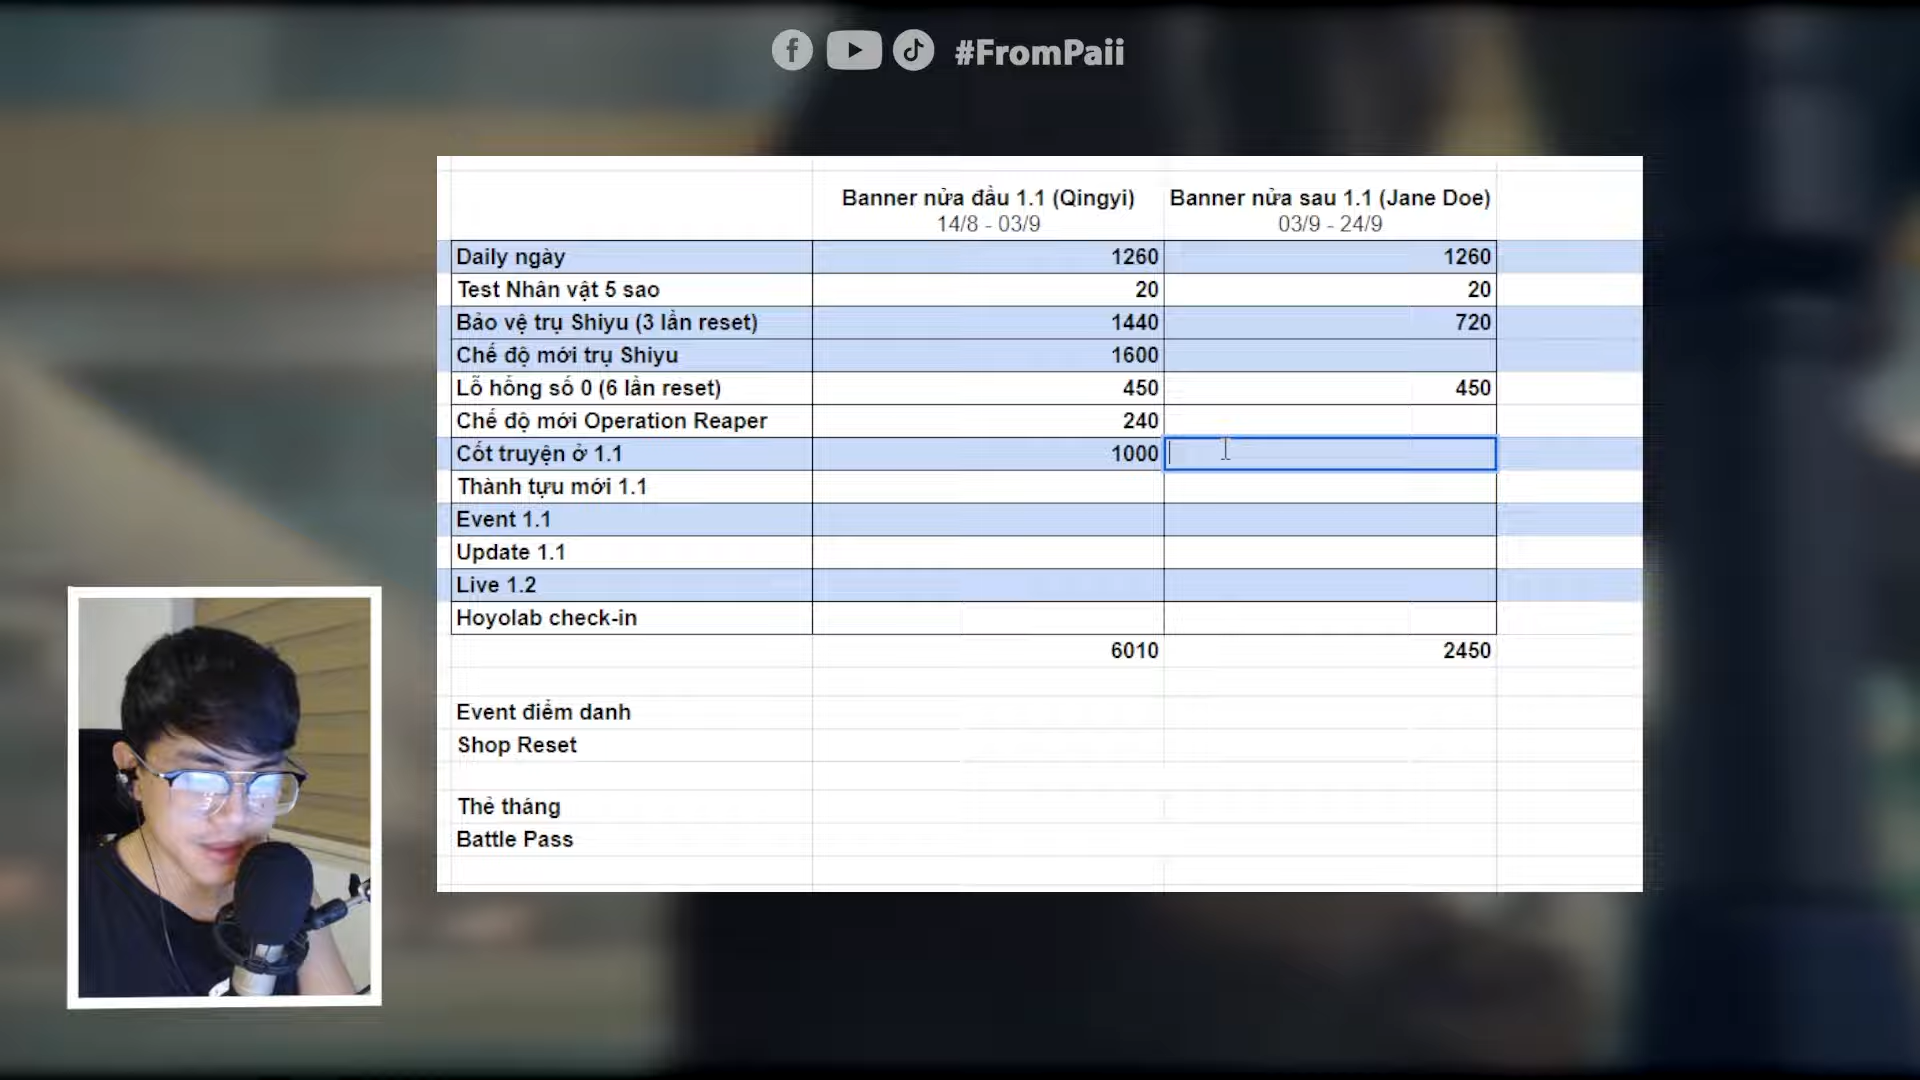 #FromPaii
Banner nửa đầu 1.1 (Qingyi) Banner nửa sau 1.1 (Jane Doe)
14/8 - 03/9 03/9 - 24/9
Daily ngày 1260 1260
Test Nhân vật 5 sao 20 20
Bảo vệ trụ Shiyu (3 lần reset) 1440 720
Chế độ mới trụ Shiyu 1600
Lỗ hổng số 0 (6 lần reset) 450 450
Chế độ mới Operation Reaper 240
Cốt truyện ở 1.1 1000
Thành tựu mới 1.1
Event 1.1
Update 1.1
Live 1.2
Hoyolab check-in
6010 2450
Event điểm danh
Shop Reset
Thẻ tháng
Battle Pass